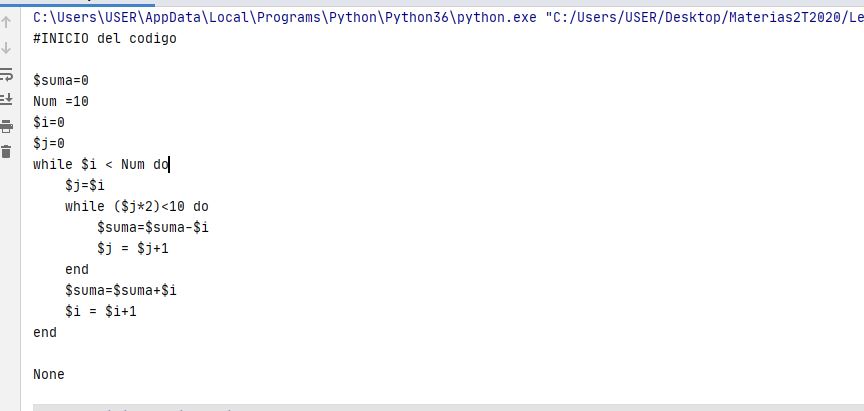 C:\Users\USER\AppData\Local\Programs\Python\Python36\python.exe "C:/Users/USER/Desktop/Materias2T2020/Le
#INICIO del codigo
$suma=0
Num =10
$i=0
$j=0
while $i < Num do
    $j=$i
    while ($j*2)<10 do
        $suma=$suma-$i
        $j = $j+1
    end
    $suma=$suma+$i
    $i = $i+1
end
None